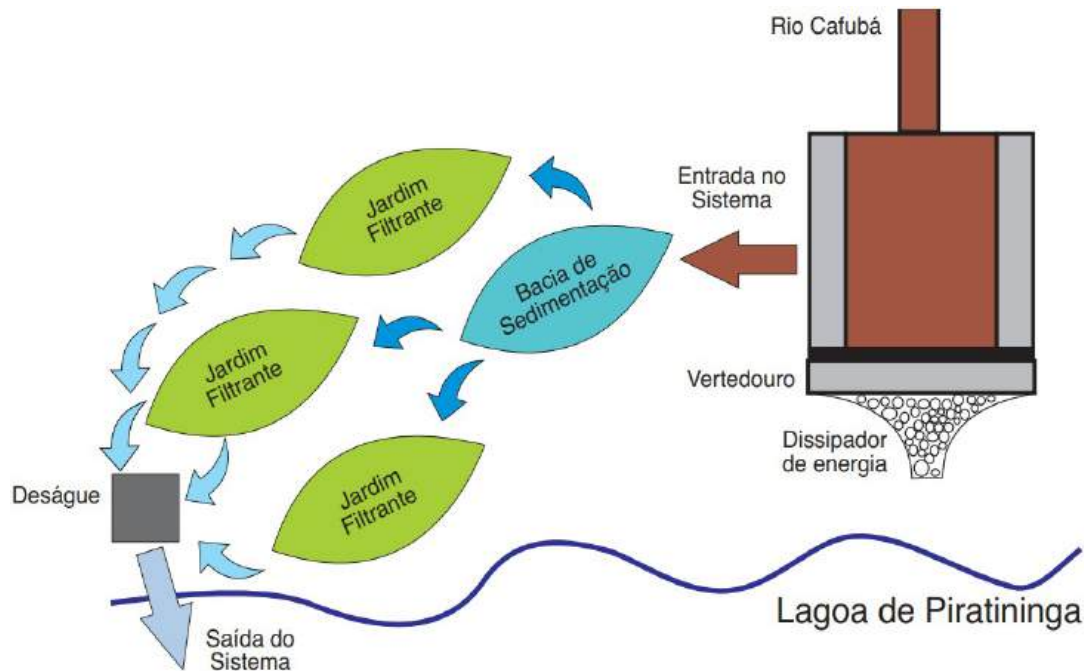 Rio Cafubá
Entrada no
Sistema
Jardim
Filtrante
Bacia de
Sedimentação
Jardim
Filtrante
Vertedouro
Dissipador
de energia
Jardim
Filtrante
Deságue
Saída do
Sistema
Lagoa de Piratininga